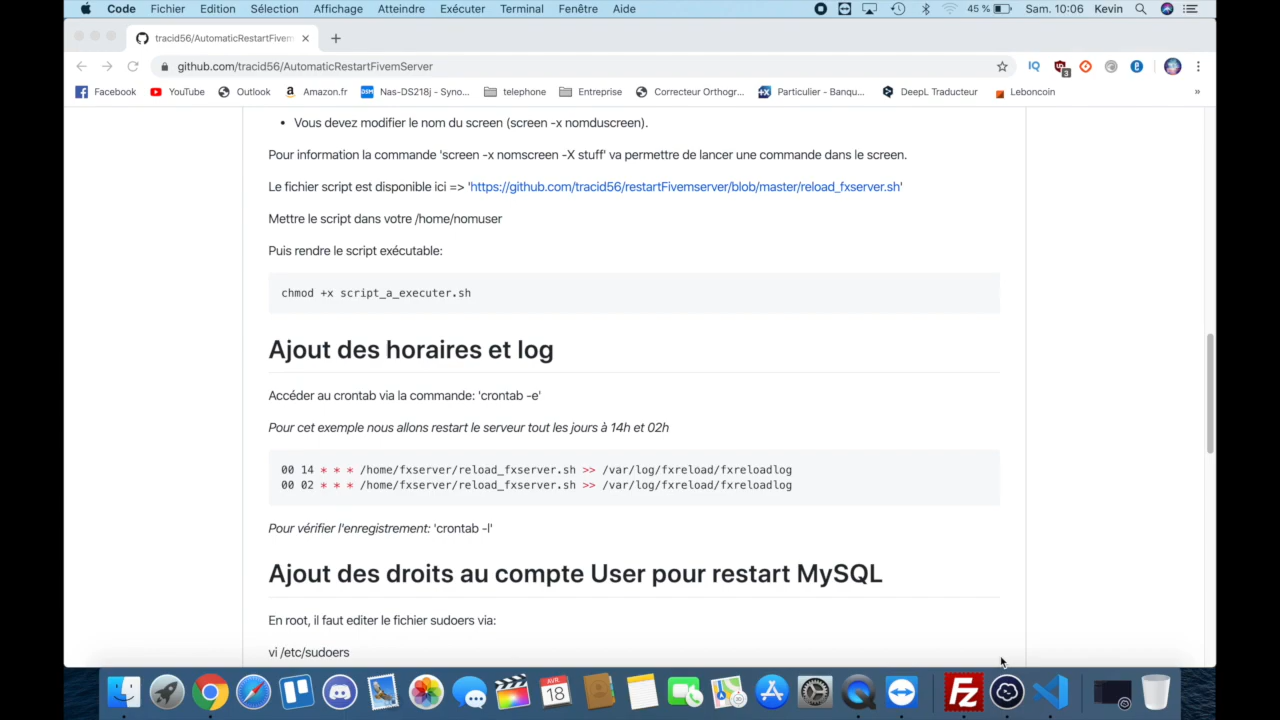 Code Fichier Edition Sélection Affichage Atteindre Exécuter Terminal Fenêtre Aide 45 % Sam. 10:06 Kevin
tracid56/AutomaticRestartFivem
github.com/tracid56/AutomaticRestartFivemServer
Facebook YouTube Outlook Amazon.fr Nas-DS218j - Syno... telephone Entreprise Correcteur Orthogr... Particulier - Banqu... DeepL Traducteur Leboncoin »
• Vous devez modifier le nom du screen (screen -x nomduscreen).
Pour information la commande 'screen -x nomscreen -X stuff' va permettre de lancer une commande dans le screen.
Le fichier script est disponible ici => 'https://github.com/tracid56/restartFivemserver/blob/master/reload_fxserver.sh'
Mettre le script dans votre /home/nomuser
Puis rendre le script exécutable:
chmod +x script_a_executer.sh
Ajout des horaires et log
Accéder au crontab via la commande: 'crontab -e'
Pour cet exemple nous allons restart le serveur tout les jours à 14h et 02h
00 14 * * * /home/fxserver/reload_fxserver.sh >> /var/log/fxreload/fxreloadlog
00 02 * * * /home/fxserver/reload_fxserver.sh >> /var/log/fxreload/fxreloadlog
Pour vérifier l'enregistrement: 'crontab -l'
Ajout des droits au compte User pour restart MySQL
En root, il faut editer le fichier sudoers via:
vi /etc/sudoers
AVR.
18